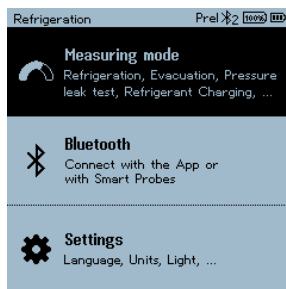 Refrigeration Prel 2 100%
Measuring mode
Refrigeration, Evacuation, Pressure
leak test, Refrigerant Charging, ...
Bluetooth
Connect with the App or
with Smart Probes
Settings
Language, Units, Light, ...